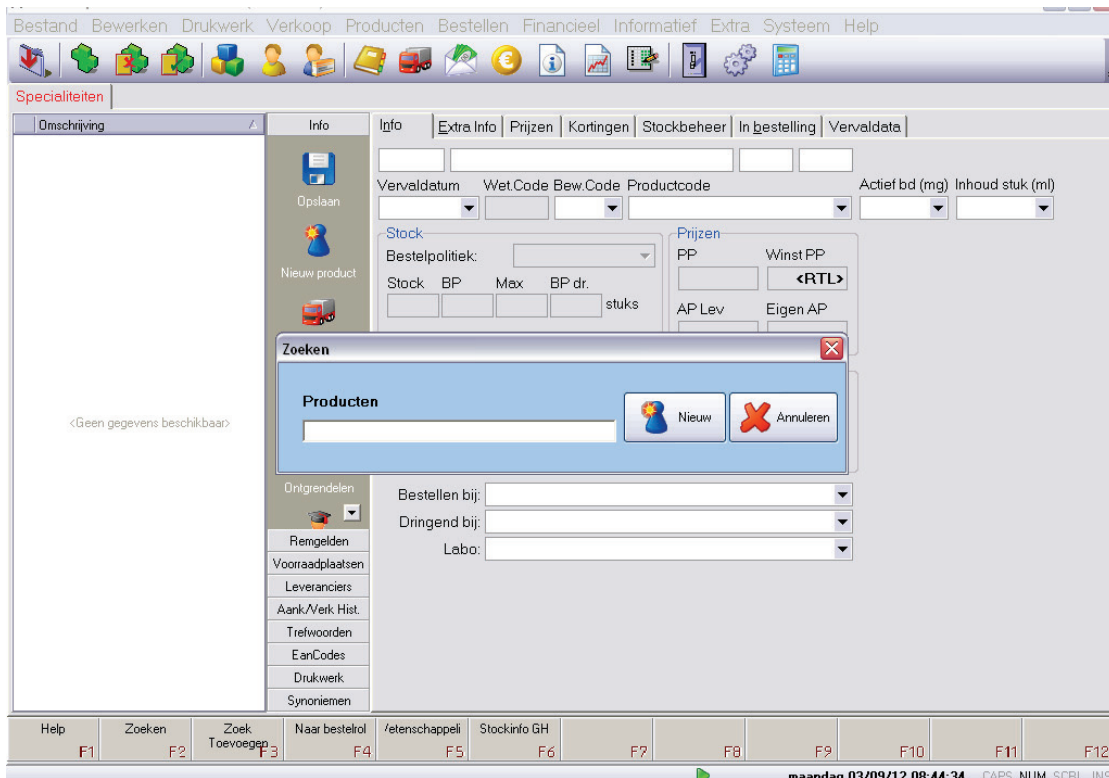 Bestand Bewerken Drukwerk Verkoop Producten Bestellen Financieel Informatief Extra Systeem Help
Specialiteiten
Omschrijving
Info
Info Extra Info Prijzen Kortingen Stockbeheer In bestelling Vervaldata
Opslaan
Vervaldatum Wet.Code Bew.Code Productcode Actief bd (mg) Inhoud stuk (ml)
Stock
Prijzen
Bestelpolitiek:
PP Winst PP
Nieuw product
<RTL>
Stock BP Max BP dr.
stuks
AP Lev Eigen AP
Zoeken
Producten
Nieuw
Annuleren
<Geen gegevens beschikbaar>
Ontgrendelen
Bestellen bij:
Dringend bij:
Labo:
Remgelden
Voorraadplaatsen
Leveranciers
Aank/Verk Hist.
Trefwoorden
EanCodes
Drukwerk
Synoniemen
Help F1
Zoeken F2
Zoek Toevoegen F3
Naar bestelrol F4
/etenschappeli F5
Stockinfo GH F6
F7
F8
F9
F10
F11
F12
maandag 03/09/12 08:44:34 CAPS NUM SCRL INS